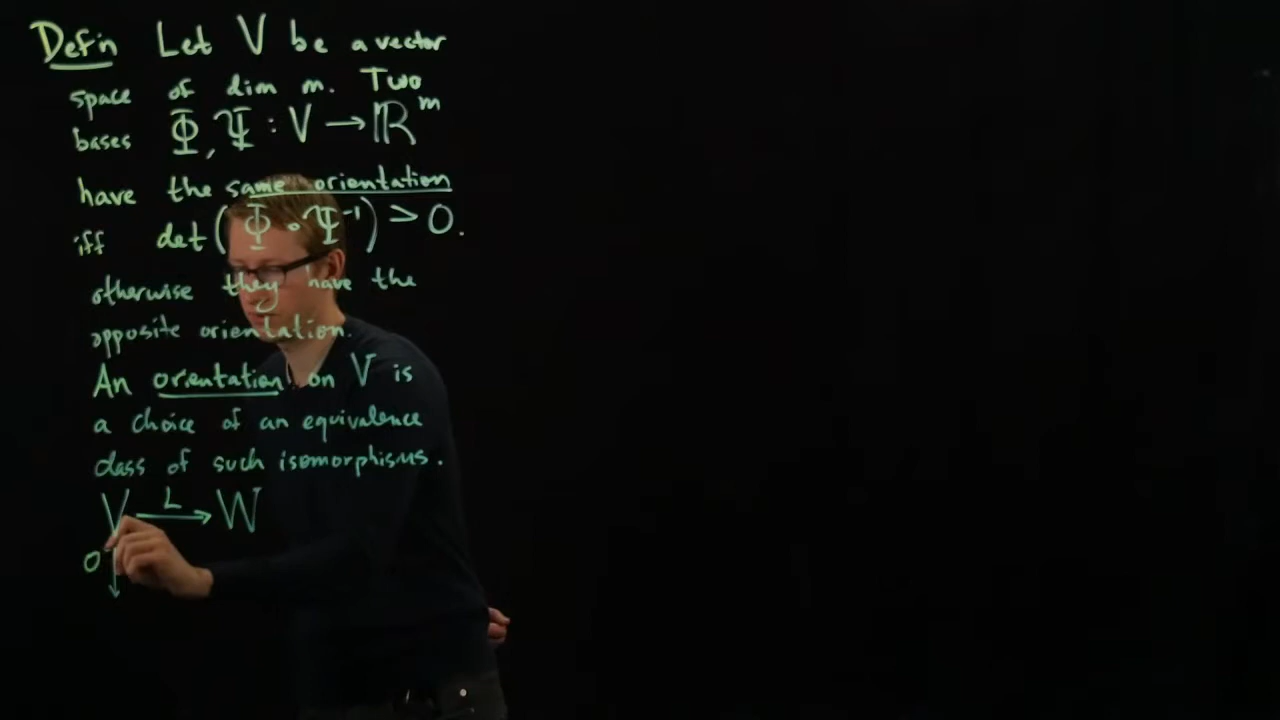 Defn Let V be a vector
space of dim m. Two
bases Φ, Ψ : V → ℝᵐ
have the same orientation
iff det(Φ ∘ Ψ⁻¹) > 0.
otherwise they have the
opposite orientation.
An orientation on V is
a choice of an equivalence
class of such isomorphisms.
V —L→ W